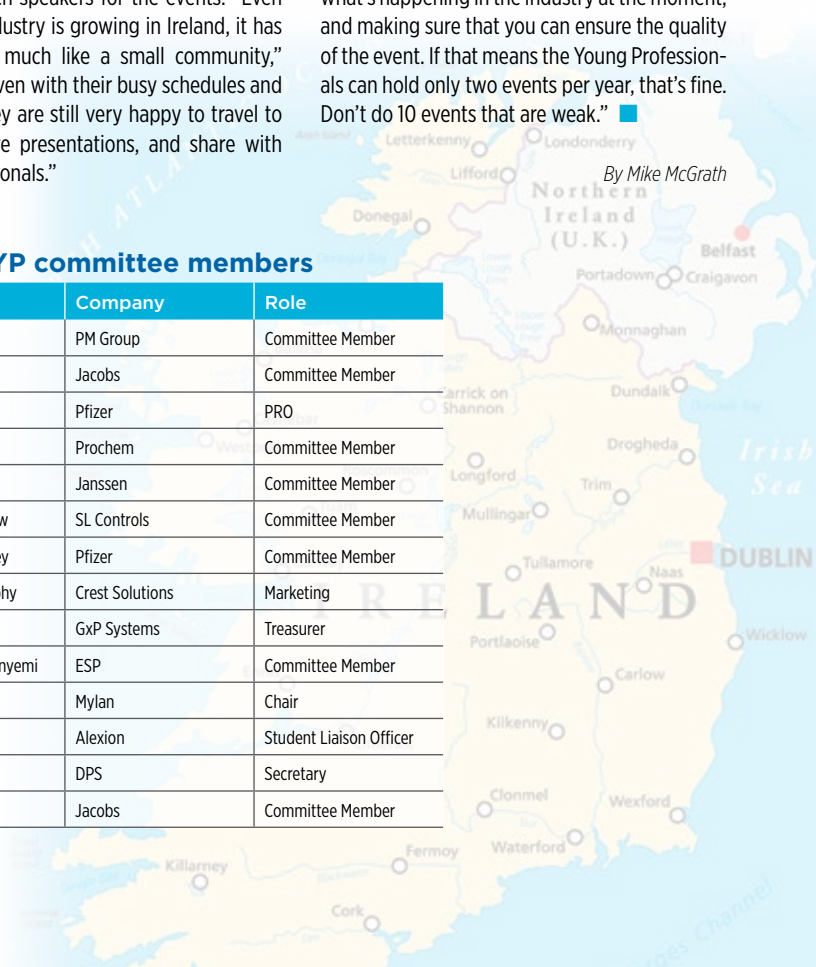 speakers for the events. "Even
dustry is growing in Ireland, it has
much like a small community,"
ven with their busy schedules and
y are still very happy to travel to
e presentations, and share with
onals."
what's happening in the industry at the moment,
and making sure that you can ensure the quality
of the event. If that means the Young Profession-
als can hold only two events per year, that's fine.
Don't do 10 events that are weak."
By Mike McGrath
YP committee members
Company Role
PM Group Committee Member
Jacobs Committee Member
Pfizer PRO
Prochem Committee Member
Janssen Committee Member
w SL Controls Committee Member
ey Pfizer Committee Member
hy Crest Solutions Marketing
GxP Systems Treasurer
nyemi ESP Committee Member
Mylan Chair
Alexion Student Liaison Officer
DPS Secretary
Jacobs Committee Member
Letterkenny
Londonderry
Lifford
Northern
Ireland
(U.K.)
Donegal
Belfast
Portadown
Craigavon
Monnaghan
Carrick on
Shannon
Dundalk
Drogheda
Irish
Sea
Longford
Trim
Mullingar
Tullamore
DUBLIN
Naas
IRELAND
Portlaoise
Wicklow
Carlow
Kilkenny
Clonmel
Wexford
Waterford
Fermoy
Killarney
Cork